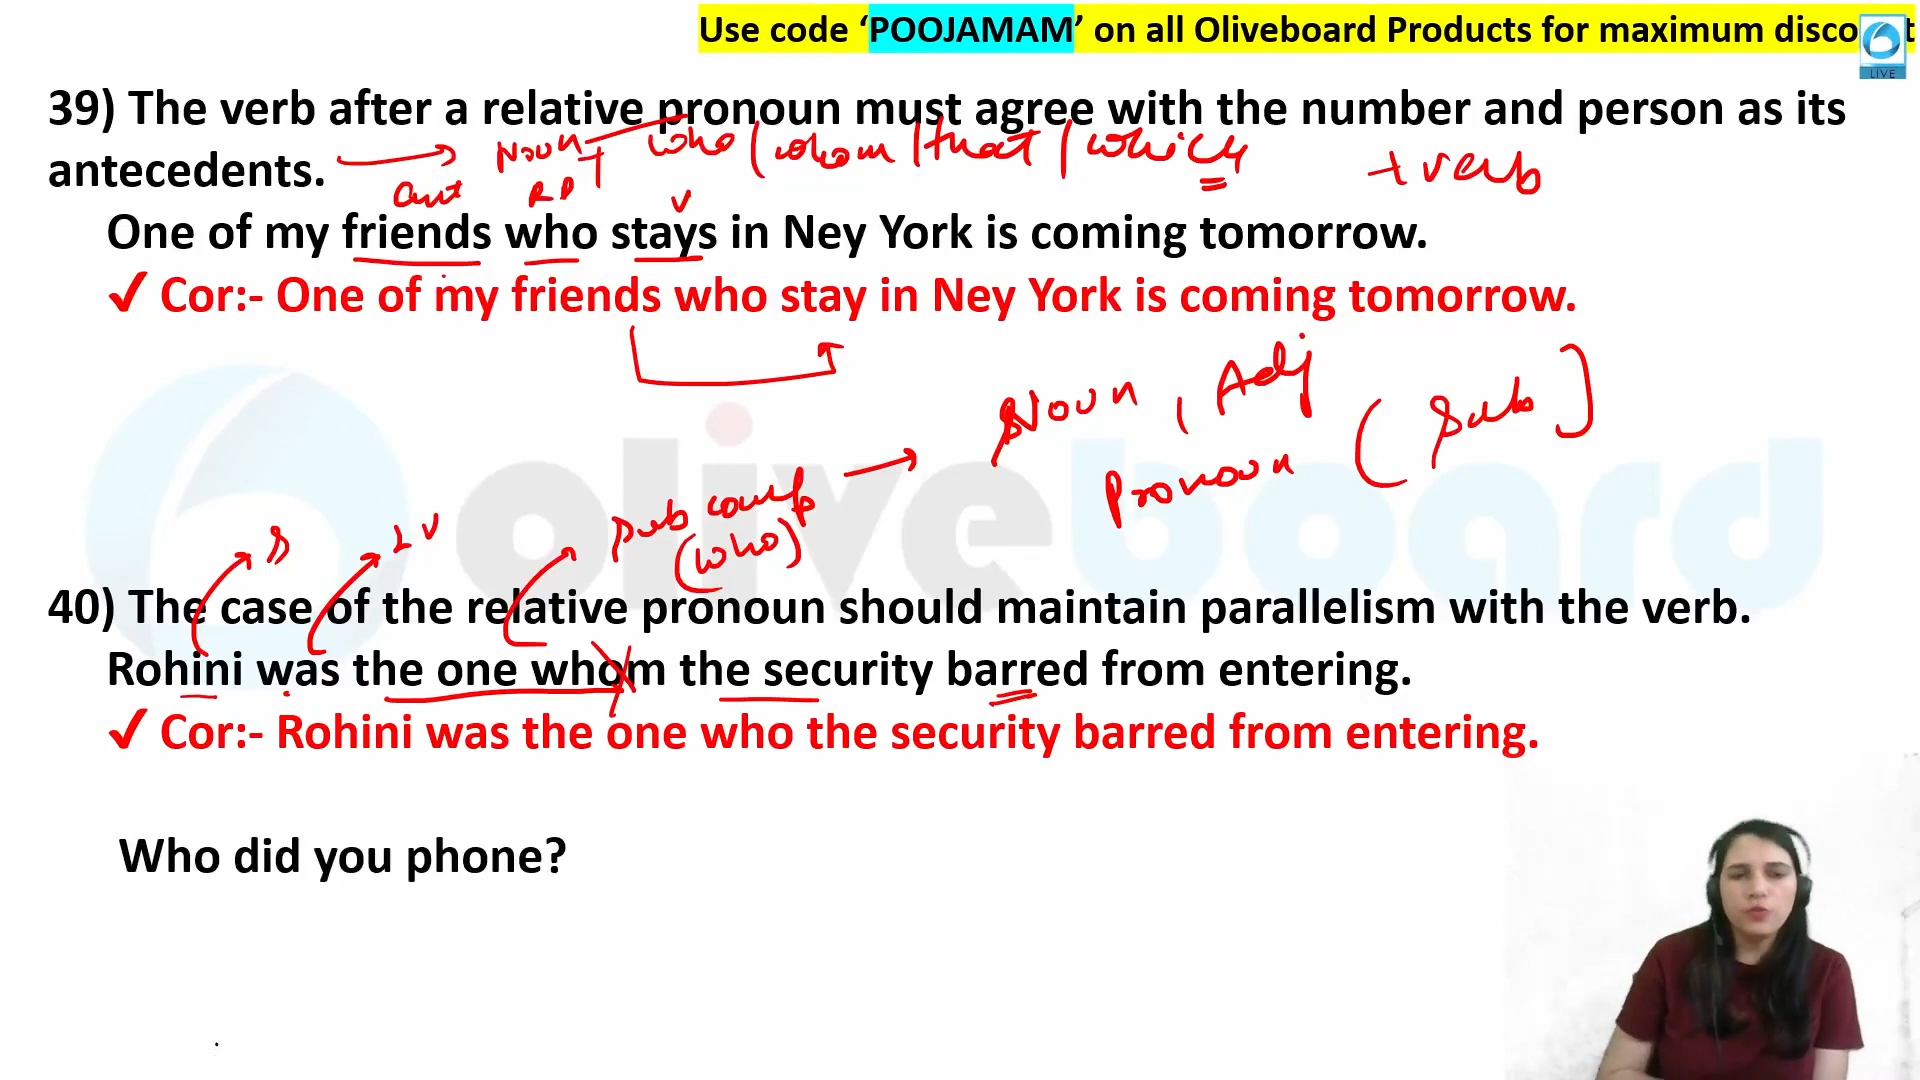 Use code ‘POOJAMAM’ on all Oliveboard Products for maximum disco t
LIVE
39) The verb after a relative pronoun must agree with the number and person as its
Noun who / whom / that / which + verb
antecedents.
Ant RP V
One of my friends who stays in Ney York is coming tomorrow.
✔ Cor:- One of my friends who stay in Ney York is coming tomorrow.
Noun, Adj
Pronoun (Sub]
oliveboard
S LV Sub comp
(who)
40) The case of the relative pronoun should maintain parallelism with the verb.
Rohini was the one whom the security barred from entering.
✔ Cor:- Rohini was the one who the security barred from entering.
Who did you phone?